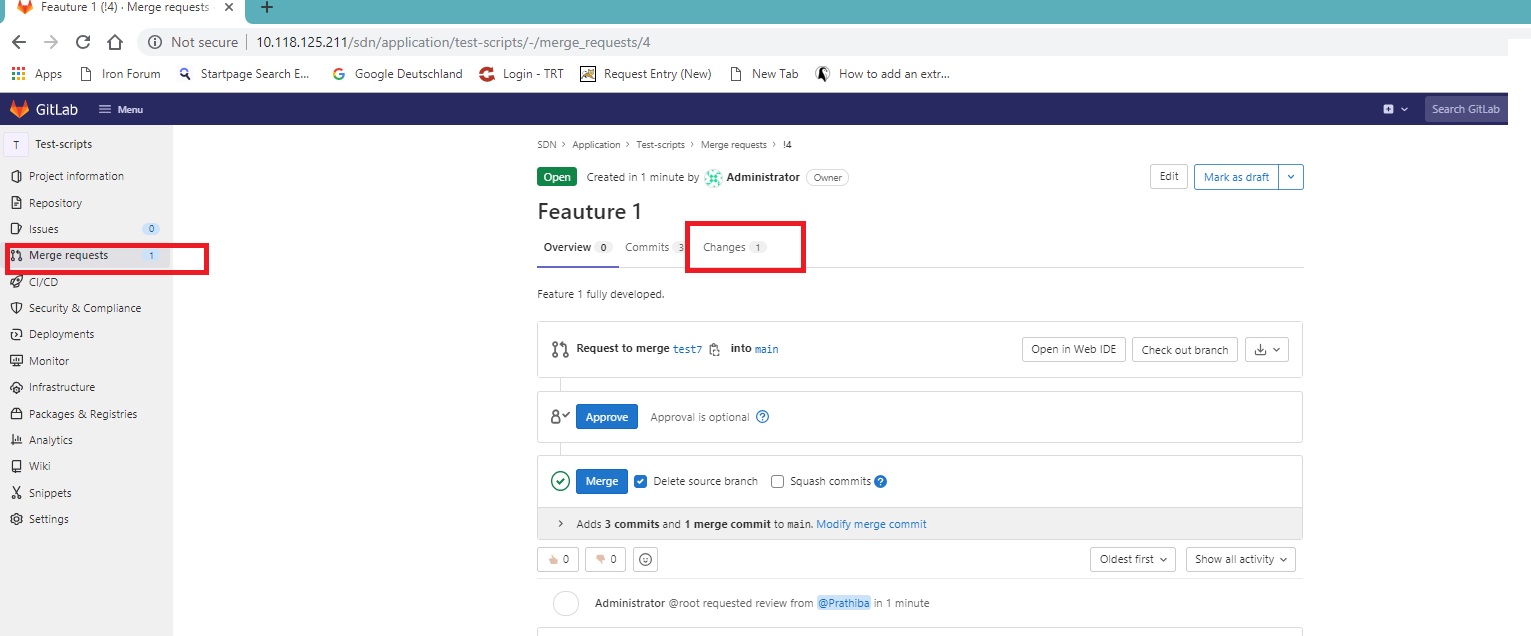 Feauture 1 (!4) · Merge requests
Not secure 10.118.125.211/sdn/application/test-scripts/-/merge_requests/4
Apps Iron Forum Startpage Search E... Google Deutschland Login - TRT Request Entry (New) New Tab How to add an extr...
GitLab Menu Search GitLab
T Test-scripts
Project information
Repository
Issues 0
Merge requests 1
CI/CD
Security & Compliance
Deployments
Monitor
Infrastructure
Packages & Registries
Analytics
Wiki
Snippets
Settings
SDN > Application > Test-scripts > Merge requests > !4
Open Created in 1 minute by Administrator Owner Edit Mark as draft
Feauture 1
Overview 0 Commits 3 Changes 1
Feature 1 fully developed.
Request to merge test7 into main Open in Web IDE Check out branch
Approve Approval is optional
Merge Delete source branch Squash commits
Adds 3 commits and 1 merge commit to main. Modify merge commit
0 0 Oldest first Show all activity
Administrator @root requested review from @Prathiba in 1 minute